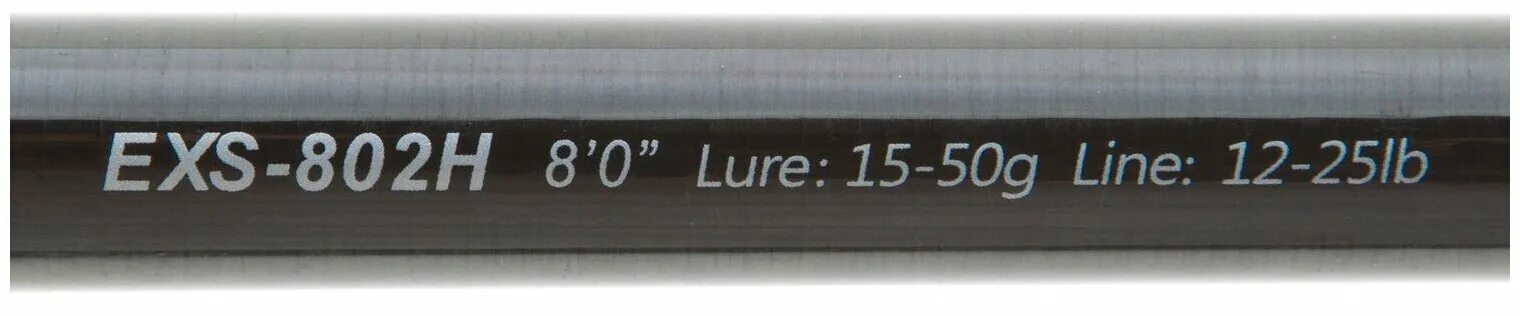 EXS-802H 8’0” Lure: 15-50g Line: 12-25lb